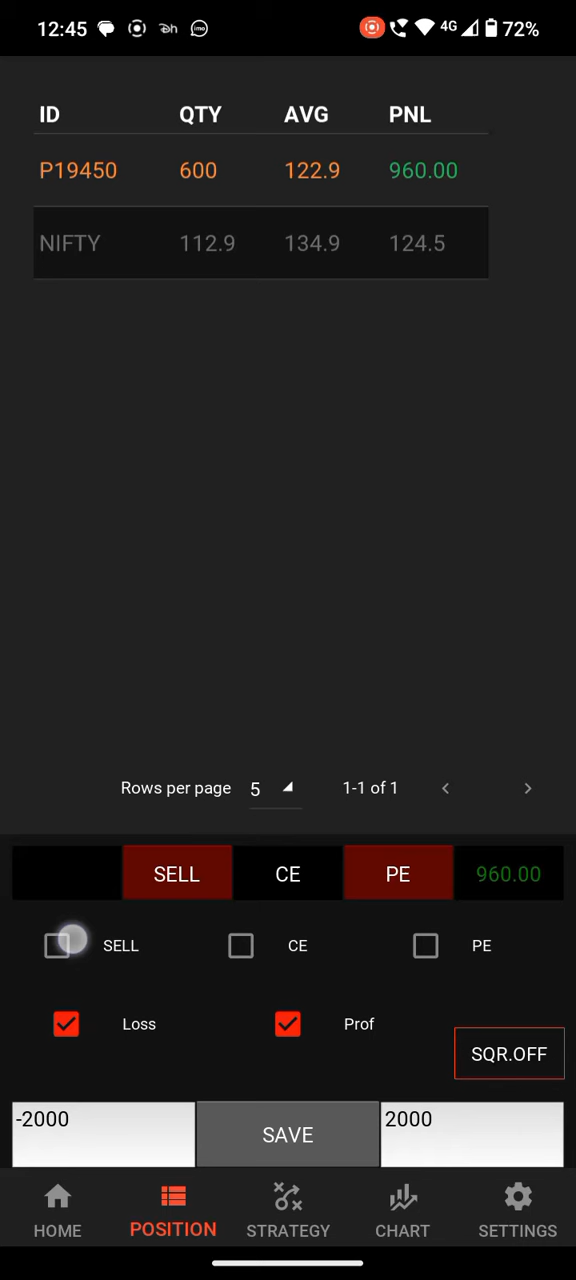 12:45 4G 72%
ID QTY AVG PNL
P19450 600 122.9 960.00
NIFTY 112.9 134.9 124.5
Rows per page 5 1-1 of 1
SELL CE PE 960.00
SELL CE PE
Loss Prof
SQR.OFF
-2000 SAVE 2000
HOME POSITION STRATEGY CHART SETTINGS